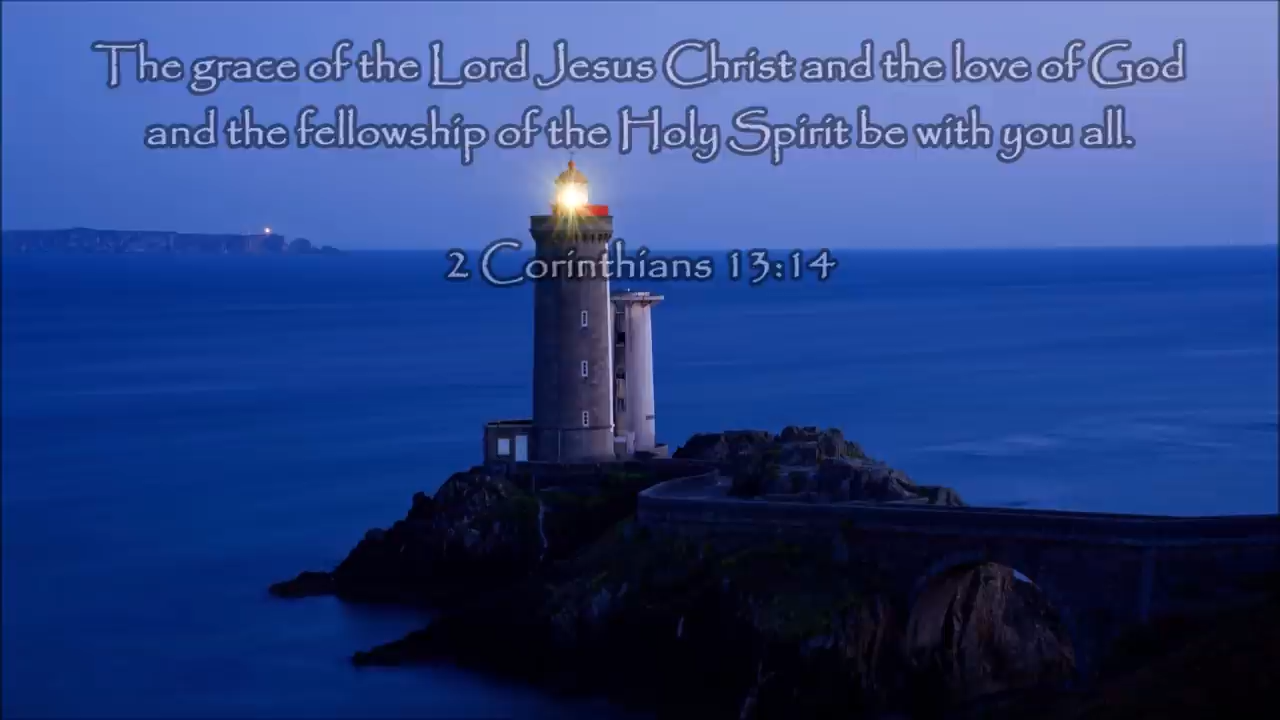 The grace of the Lord Jesus Christ and the love of God
and the fellowship of the Holy Spirit be with you all.
2 Corinthians 13:14